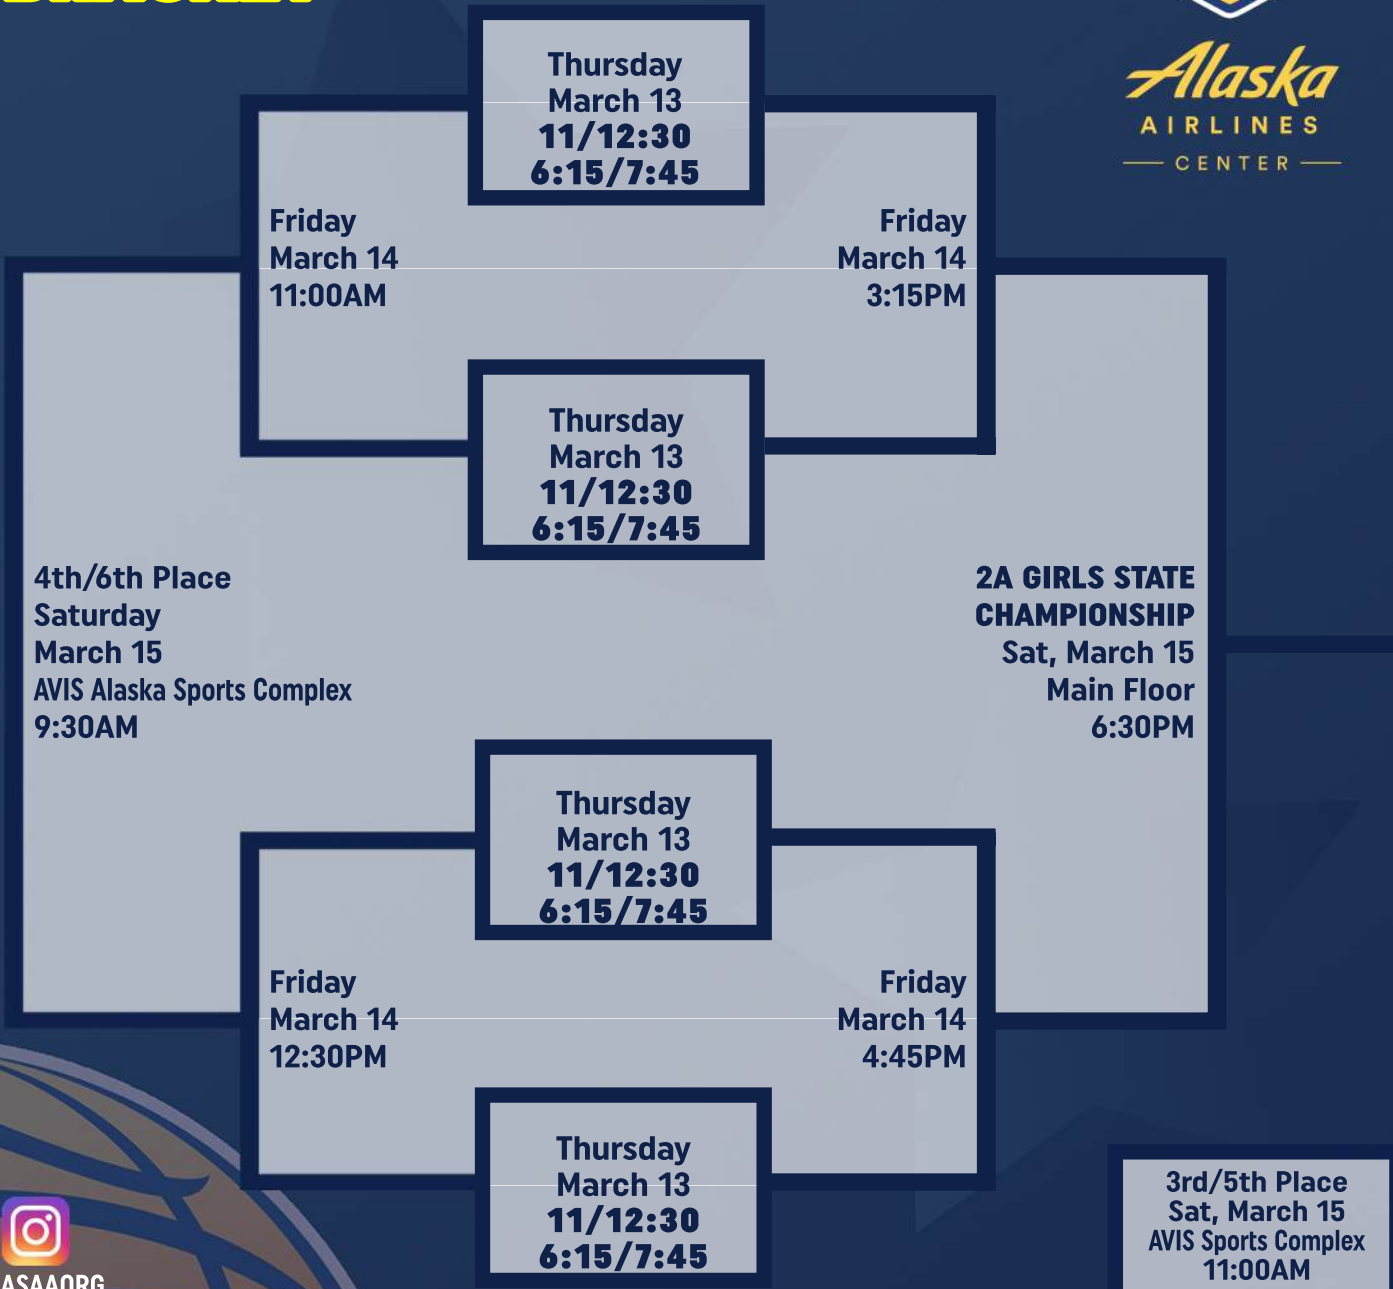 Alaska
AIRLINES
CENTER
Thursday
March 13
11/12:30
6:15/7:45
Friday
March 14
11:00AM
Friday
March 14
3:15PM
Thursday
March 13
11/12:30
6:15/7:45
4th/6th Place
Saturday
March 15
AVIS Alaska Sports Complex
9:30AM
2A GIRLS STATE
CHAMPIONSHIP
Sat, March 15
Main Floor
6:30PM
Thursday
March 13
11/12:30
6:15/7:45
Friday
March 14
12:30PM
Friday
March 14
4:45PM
Thursday
March 13
11/12:30
6:15/7:45
3rd/5th Place
Sat, March 15
AVIS Sports Complex
11:00AM
ASAAORG